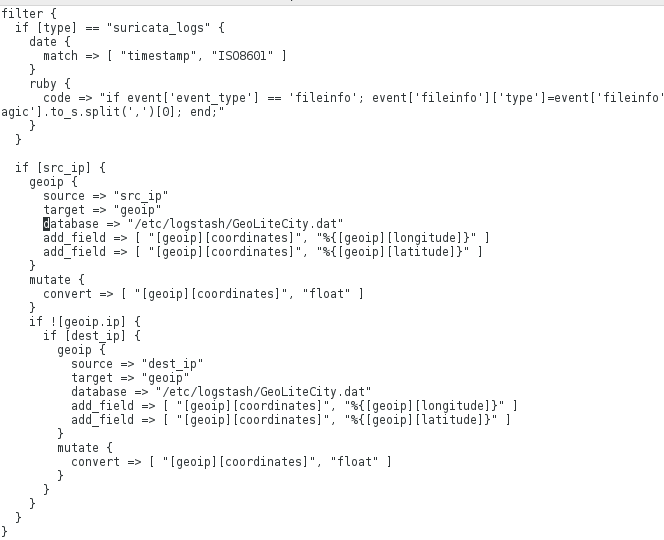 filter {
  if [type] == "suricata_logs" {
    date {
      match => [ "timestamp", "ISO8601" ]
    }
    ruby {
      code => "if event['event_type'] == 'fileinfo'; event['fileinfo']['type']=event['fileinfo'
agic'].to_s.split(',')[0]; end;"
    }
  }

  if [src_ip] {
    geoip {
      source => "src_ip"
      target => "geoip"
      database => "/etc/logstash/GeoLiteCity.dat"
      add_field => [ "[geoip][coordinates]", "%{[geoip][longitude]}" ]
      add_field => [ "[geoip][coordinates]", "%{[geoip][latitude]}" ]
    }
    mutate {
      convert => [ "[geoip][coordinates]", "float" ]
    }
    if ![geoip.ip] {
      if [dest_ip] {
        geoip {
          source => "dest_ip"
          target => "geoip"
          database => "/etc/logstash/GeoLiteCity.dat"
          add_field => [ "[geoip][coordinates]", "%{[geoip][longitude]}" ]
          add_field => [ "[geoip][coordinates]", "%{[geoip][latitude]}" ]
        }
        mutate {
          convert => [ "[geoip][coordinates]", "float" ]
        }
      }
    }
  }
}